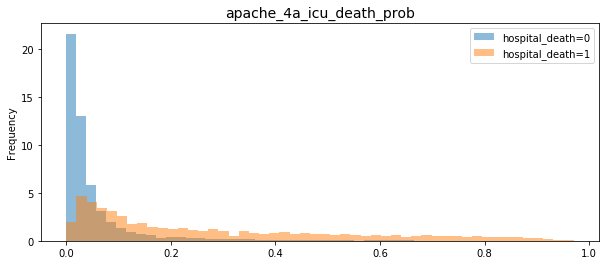 apache_4a_icu_death_prob
hospital_death=0
hospital_death=1
Frequency
20
15
10
5
0
0.0 0.2 0.4 0.6 0.8 1.0